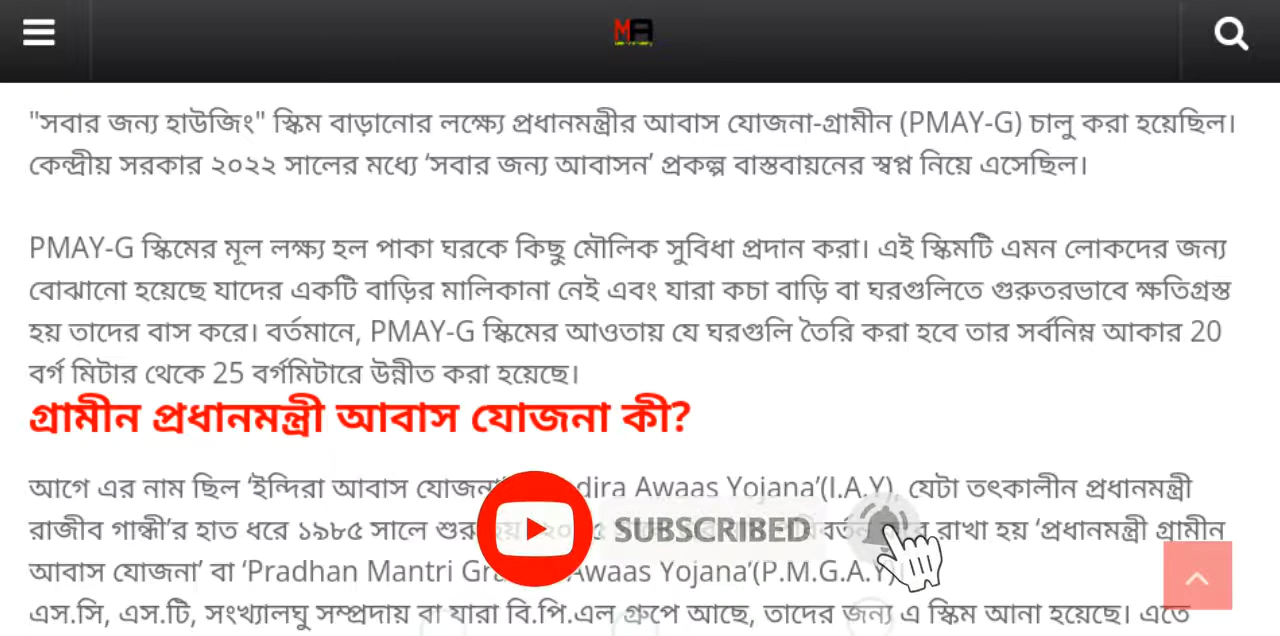 MA
"সবার জন্য হাউজিং" স্কিম বাড়ানোর লক্ষ্যে প্রধানমন্ত্রীর আবাস যোজনা-গ্রামীন (PMAY-G) চালু করা হয়েছিল।
কেন্দ্রীয় সরকার ২০২২ সালের মধ্যে ‘সবার জন্য আবাসন’ প্রকল্প বাস্তবায়নের স্বপ্ন নিয়ে এসেছিল।
PMAY-G স্কিমের মূল লক্ষ্য হল পাকা ঘরকে কিছু মৌলিক সুবিধা প্রদান করা। এই স্কিমটি এমন লোকদের জন্য
বোঝানো হয়েছে যাদের একটি বাড়ির মালিকানা নেই এবং যারা কচা বাড়ি বা ঘরগুলিতে গুরুতরভাবে ক্ষতিগ্রস্ত
হয় তাদের বাস করে। বর্তমানে, PMAY-G স্কিমের আওতায় যে ঘরগুলি তৈরি করা হবে তার সর্বনিম্ন আকার 20
বর্গ মিটার থেকে 25 বর্গমিটারে উন্নীত করা হয়েছে।
গ্রামীন প্রধানমন্ত্রী আবাস যোজনা কী?
আগে এর নাম ছিল ‘ইন্দিরা আবাস যোজনা Awaas Yojana’(I.A.Y), যেটা তৎকালীন প্রধানমন্ত্রী
রাজীব গান্ধী’র হাত ধরে ১৯৮৫ সালে রাখা হয় ‘প্রধানমন্ত্রী গ্রামীন
SUBSCRIBED
আবাস যোজনা’ বা ‘Pradhan Mantri Awaas Yojana’(P.M.G.A.Y)
এস.সি, এস.টি, সংখ্যালঘু সম্প্রদায় বা যারা বি.পি.এল গ্রুপে আছে, তাদের জন্য এ স্কিম আনা হয়েছে। এতে